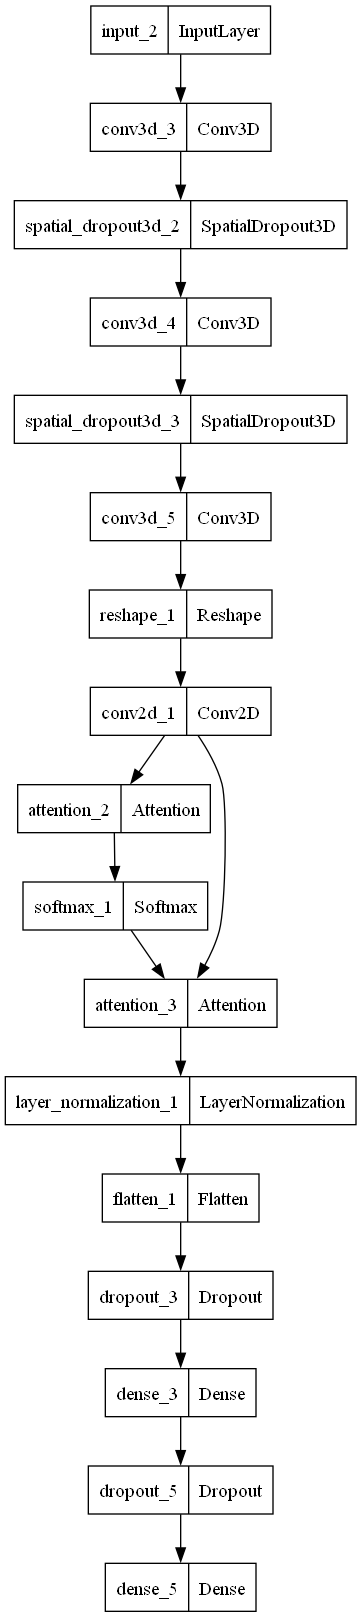 input_2 InputLayer
conv3d_3 Conv3D
spatial_dropout3d_2 SpatialDropout3D
conv3d_4 Conv3D
spatial_dropout3d_3 SpatialDropout3D
conv3d_5 Conv3D
reshape_1 Reshape
conv2d_1 Conv2D
attention_2 Attention
softmax_1 Softmax
attention_3 Attention
layer_normalization_1 LayerNormalization
flatten_1 Flatten
dropout_3 Dropout
dense_3 Dense
dropout_5 Dropout
dense_5 Dense